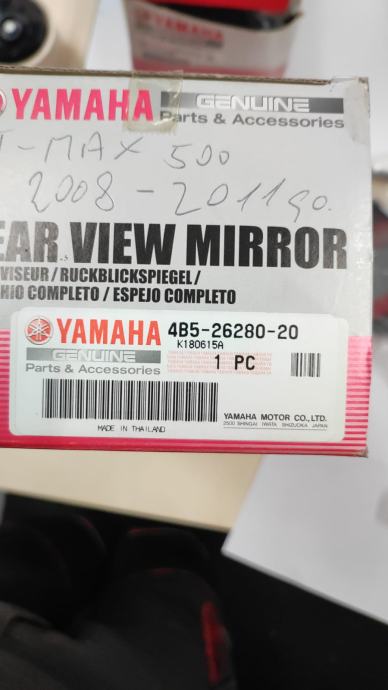 YAMAHA GENUINE
Parts & Accessories
T-MAX 500
2008-2011 go.
EAR VIEW MIRROR
VISEUR / RUCKBLICKSPIEGEL /
HIO COMPLETO / ESPEJO COMPLETO
YAMAHA 4B5-26280-20
K180615A
GENUINE
Parts & Accessories
1 PC
YAMAHA MOTOR CO., LTD.
2500 SHINGAI IWATA SHIZUOKA JAPAN
MADE IN THAILAND